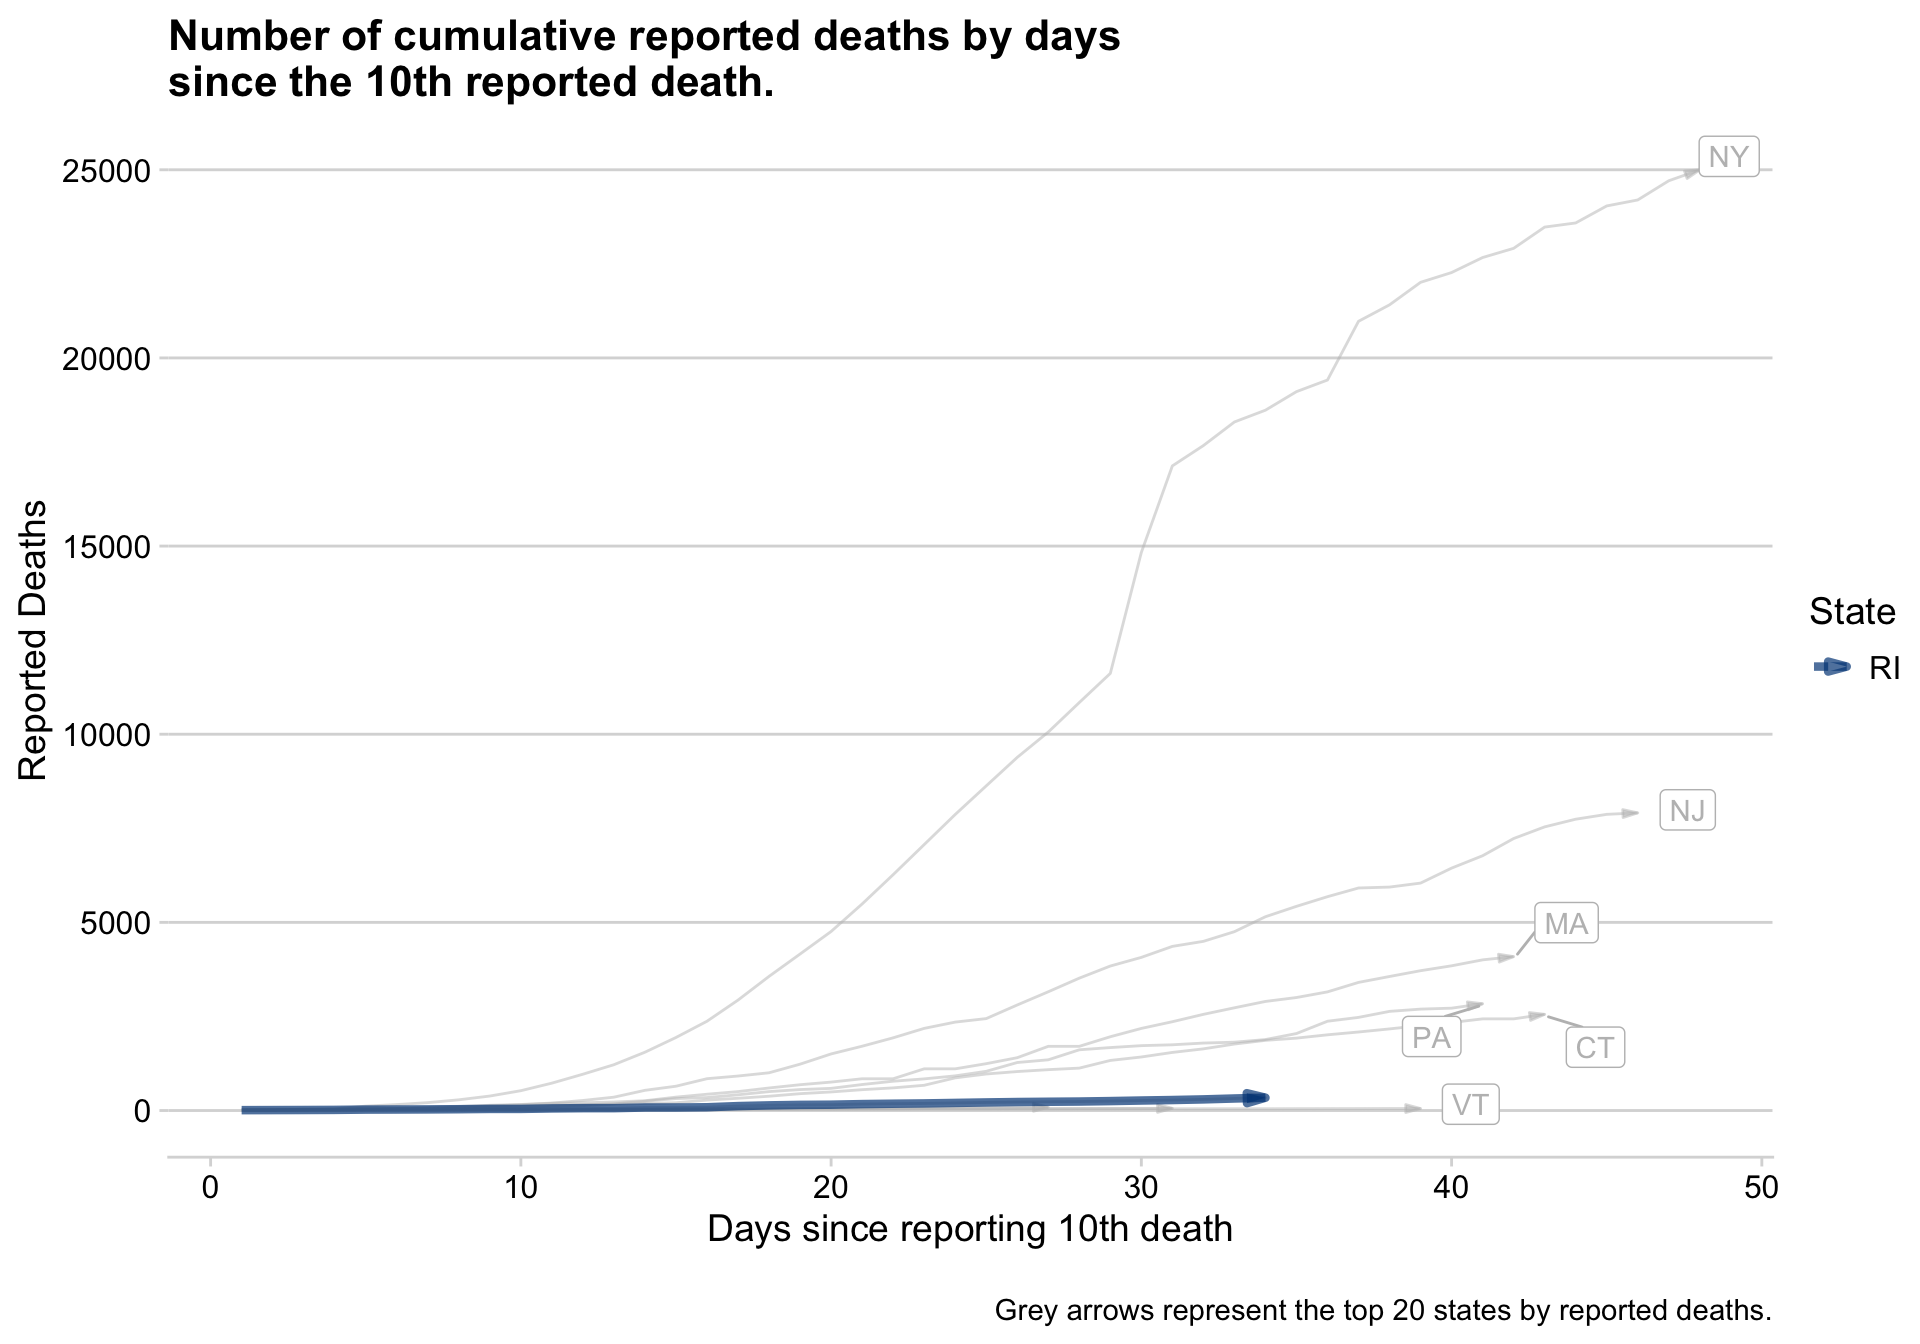 Number of cumulative reported deaths by days
since the 10th reported death.
Reported Deaths
25000
20000
15000
10000
5000
0
NY
NJ
MA
PA
CT
VT
State
RI
0 10 20 30 40 50
Days since reporting 10th death
Grey arrows represent the top 20 states by reported deaths.